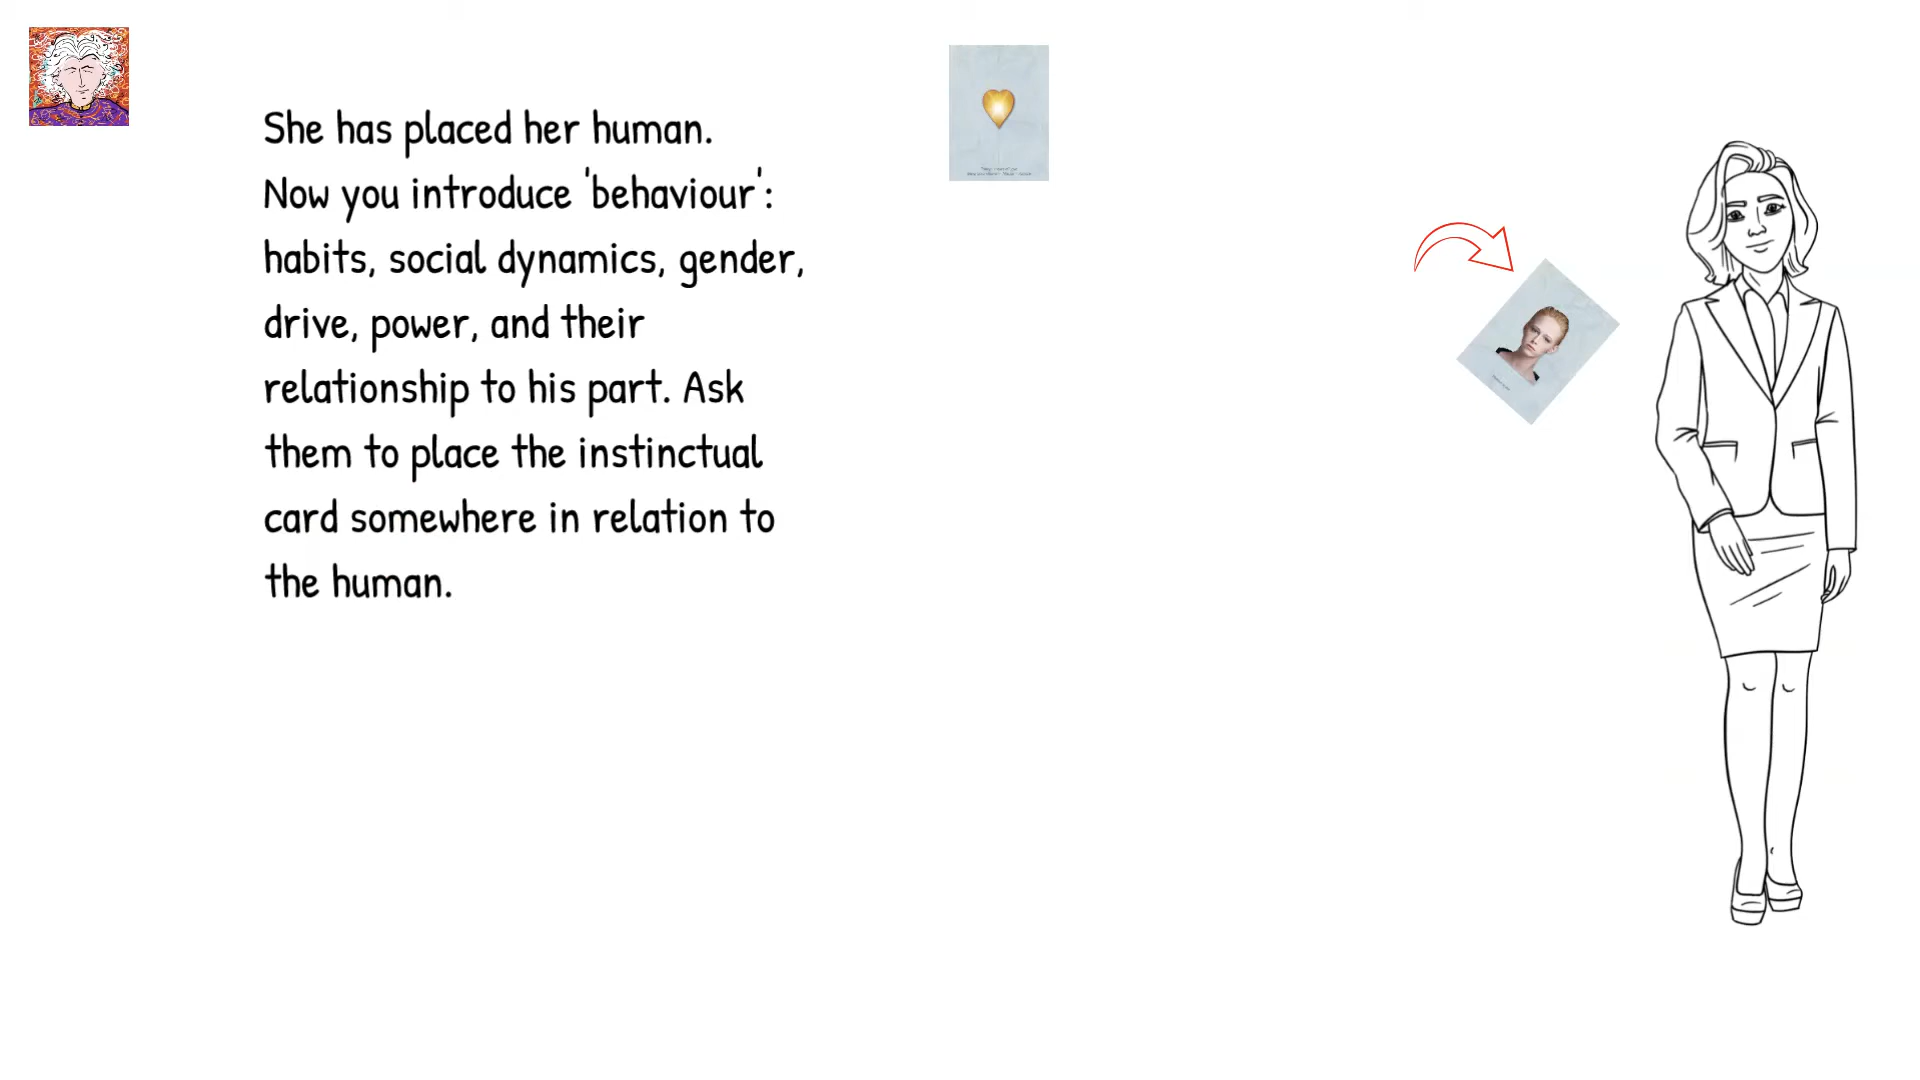 She has placed her human.
Now you introduce 'behaviour':
habits, social dynamics, gender,
drive, power, and their
relationship to his part. Ask
them to place the instinctual
card somewhere in relation to
the human.